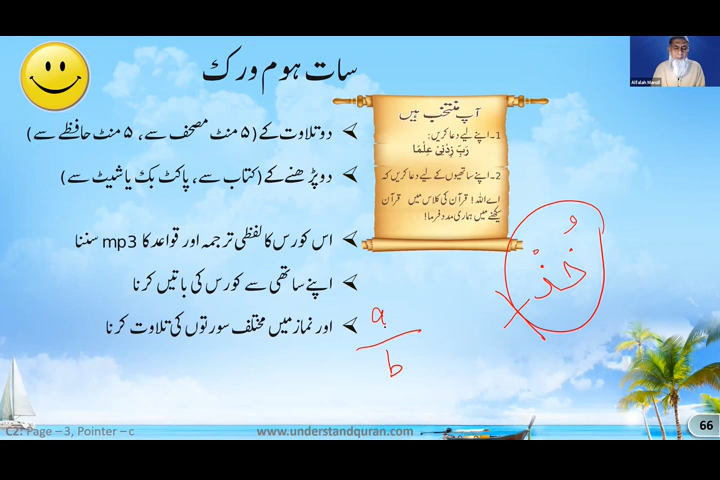 سات ہوم ورک
دو تلاوت کے (۵ منٹ مصحف سے، ۵ منٹ حافظے سے)
دو پڑھنے کے (کتاب سے، پاکٹ بک یا شیٹ سے)
اس کورس کا لفظی ترجمہ اور قواعد کا mp3 سننا
اپنے ساتھی سے کورس کی باتیں کرنا
اور نماز میں مختلف سورتوں کی تلاوت کرنا
آپ منتخب ہیں
1۔ اپنے لیے دعا کریں:
رَبِّ زِدْنِيْ عِلْمًا
2۔ اپنے ساتھیوں کے لیے دعا کریں کہ
اے اللہ! قرآن کی کلاس میں قرآن
سیکھنے میں ہماری مدد فرما!
خُذْ
a
b
Alfalah Masjif
C2: Page – 3, Pointer – c
www.understandquran.com
66